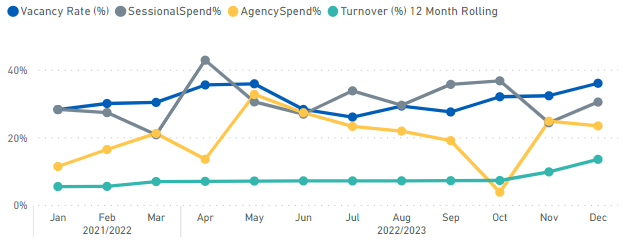 Vacancy Rate (%) SessionalSpend% AgencySpend% Turnover (%) 12 Month Rolling
40%
20%
0%
Jan Feb Mar Apr May Jun Jul Aug Sep Oct Nov Dec
2021/2022 2022/2023